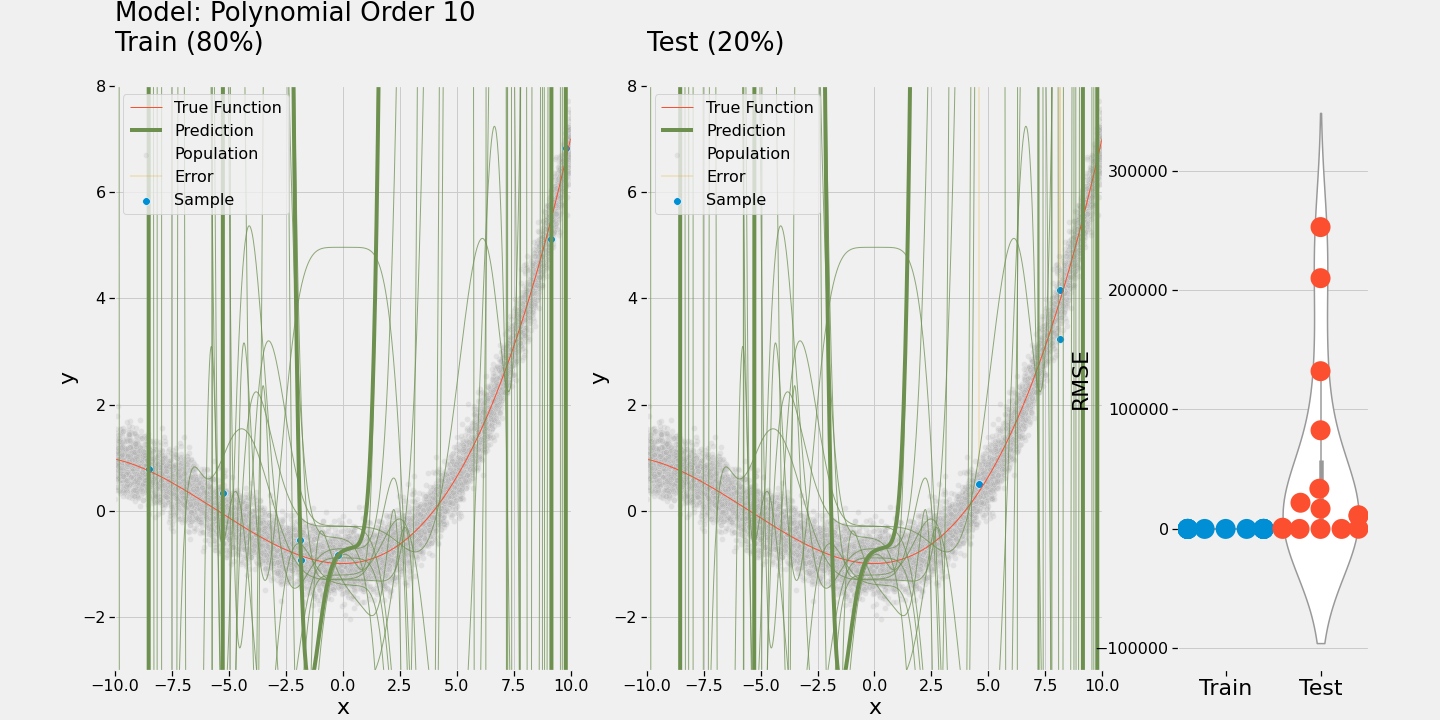 Model: Polynomial Order 10
Train (80%)
Test (20%)
8
6
4
2
0
−2
y
True Function
Prediction
Population
Error
Sample
−10.0 −7.5 −5.0 −2.5 0.0 2.5 5.0 7.5 10.0
x
8
6
4
2
0
−2
y
True Function
Prediction
Population
Error
Sample
−10.0 −7.5 −5.0 −2.5 0.0 2.5 5.0 7.5 10.0
x
RMSE
300000
200000
100000
0
−100000
Train Test